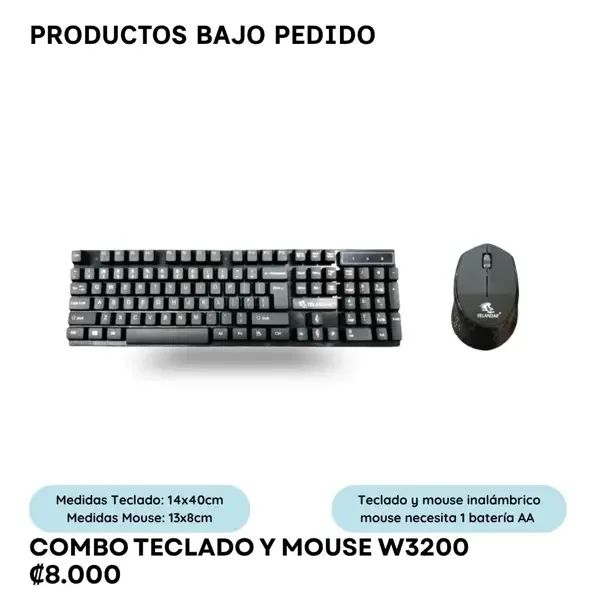 PRODUCTOS BAJO PEDIDO
YELANDAR
Medidas Teclado: 14x40cm
Medidas Mouse: 13x8cm
Teclado y mouse inalámbrico
mouse necesita 1 batería AA
COMBO TECLADO Y MOUSE W3200
₡8.000